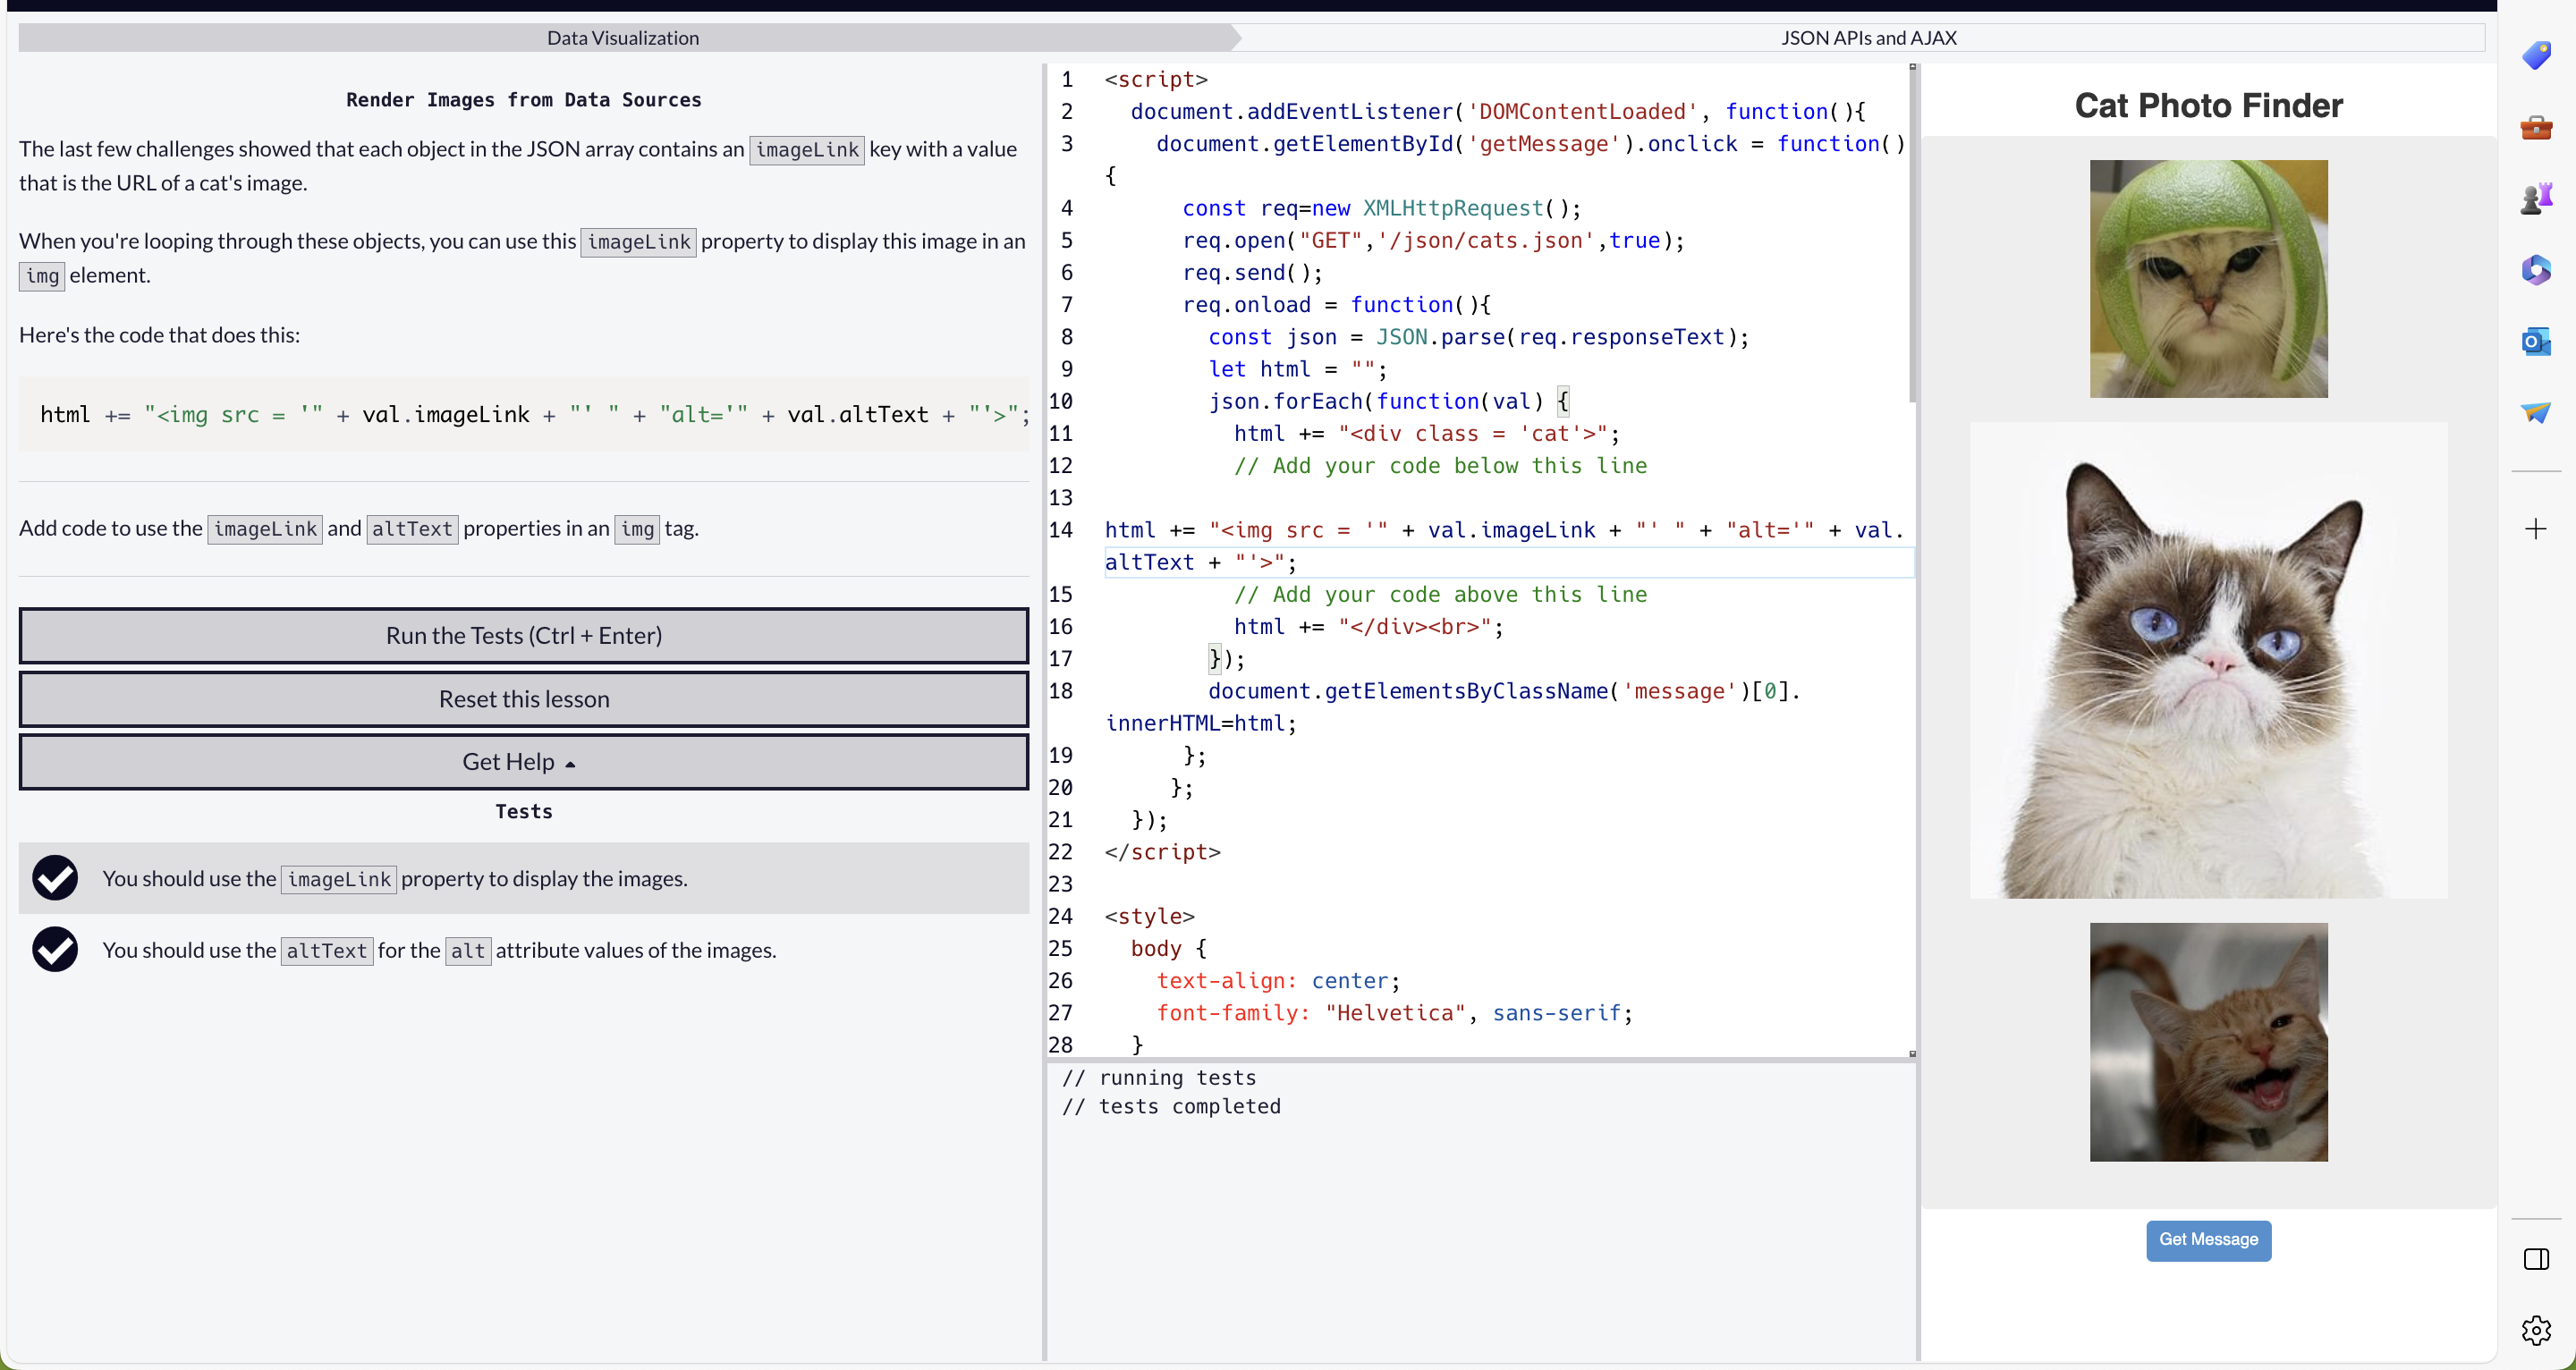 Data Visualization
JSON APIs and AJAX
Render Images from Data Sources
The last few challenges showed that each object in the JSON array contains an imageLink key with a value
that is the URL of a cat's image.
When you're looping through these objects, you can use this imageLink property to display this image in an
img element.
Here's the code that does this:
html += "<img src = '" + val.imageLink + "' " + "alt='" + val.altText + "'>";
Add code to use the imageLink and altText properties in an img tag.
Run the Tests (Ctrl + Enter)
Reset this lesson
Get Help
Tests
You should use the imageLink property to display the images.
You should use the altText for the alt attribute values of the images.
1 <script>
2 document.addEventListener('DOMContentLoaded', function(){
3 document.getElementById('getMessage').onclick = function()
{
4 const req=new XMLHttpRequest();
5 req.open("GET",'/json/cats.json',true);
6 req.send();
7 req.onload = function(){
8 const json = JSON.parse(req.responseText);
9 let html = "";
10 json.forEach(function(val) {
11 html += "<div class = 'cat'>";
12 // Add your code below this line
13
14 html += "<img src = '" + val.imageLink + "' " + "alt='" + val.
altText + "'>";
15 // Add your code above this line
16 html += "</div><br>";
17 });
18 document.getElementsByClassName('message')[0].
innerHTML=html;
19 };
20 };
21 });
22 </script>
23
24 <style>
25 body {
26 text-align: center;
27 font-family: "Helvetica", sans-serif;
28 }
// running tests
// tests completed
Cat Photo Finder
Get Message